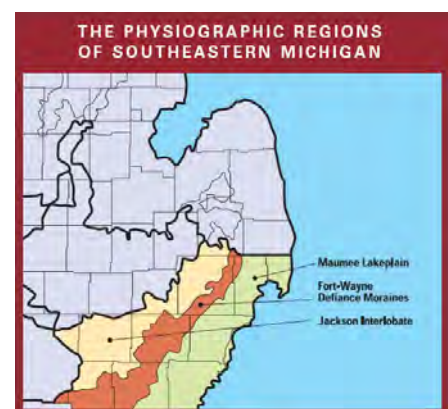 THE PHYSIOGRAPHIC REGIONS
OF SOUTHEASTERN MICHIGAN
Maumee Lakeplain
Fort-Wayne
Defiance Moraines
Jackson Interlobate